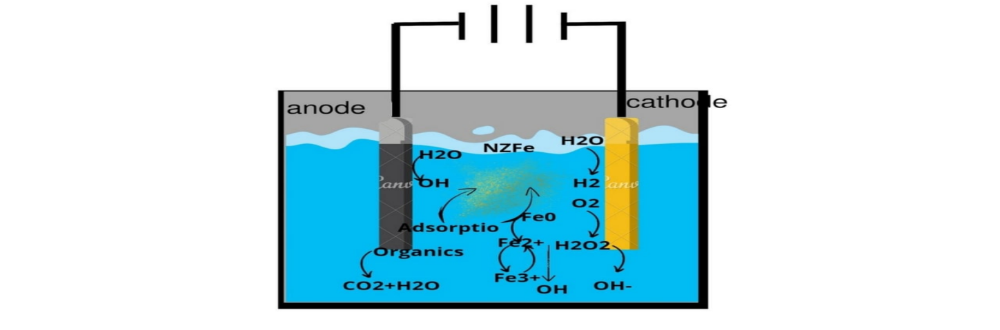 anode
cathode
H2O
NZFe
H2O
OH
H2
O2
Fe0
Adsorptio
Fe2+
H2O2
Organics
Fe3+
CO2+H2O
OH
OH-